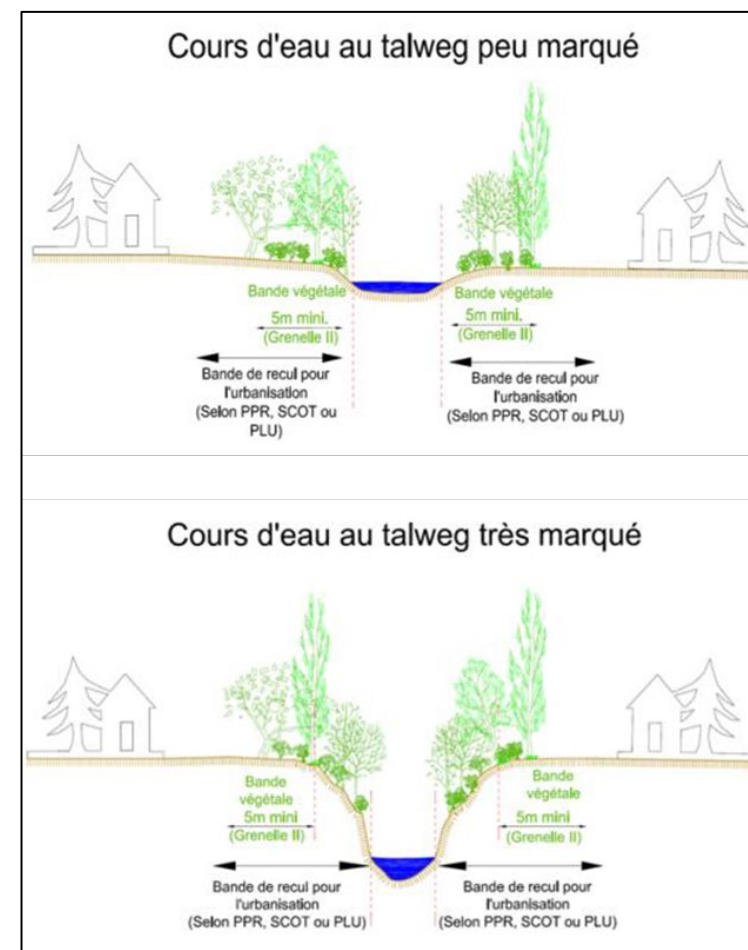 Cours d'eau au talweg peu marqué
Bande végétale
5m mini.
(Grenelle II)
Bande de recul pour
l'urbanisation
(Selon PPR, SCOT ou
PLU)
Bande végétale
5m mini.
(Grenelle II)
Bande de recul pour
l'urbanisation
(Selon PPR, SCOT ou PLU)
Cours d'eau au talweg très marqué
Bande
végétale
5m mini
(Grenelle II)
Bande de recul pour
l'urbanisation
(Selon PPR, SCOT ou PLU)
Bande
végétale
5m mini
(Grenelle II)
Bande de recul pour
l'urbanisation
(Selon PPR, SCOT ou PLU)